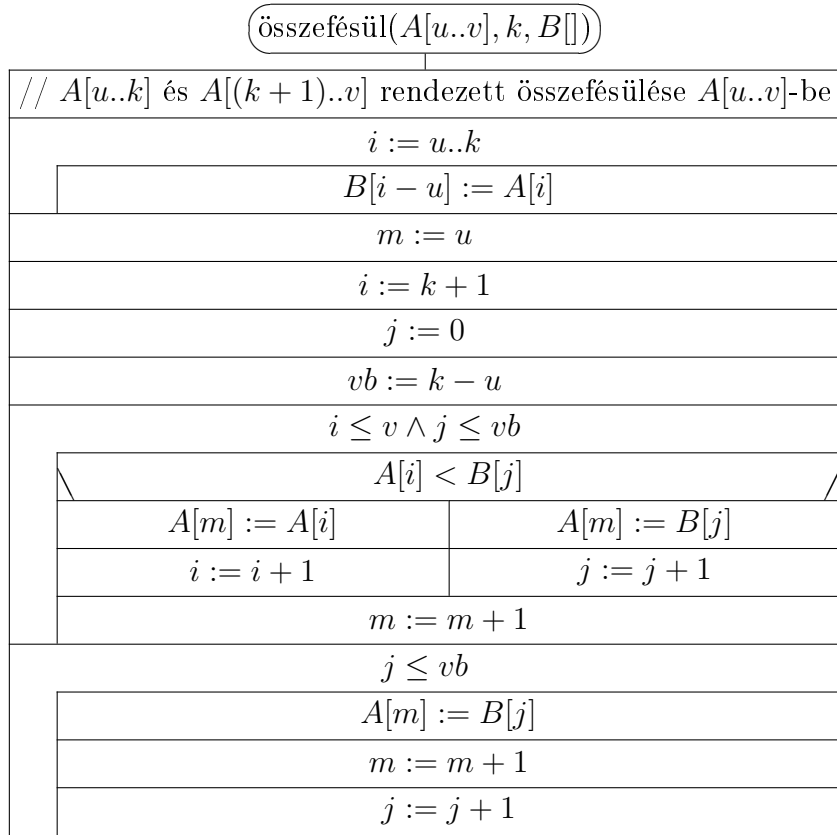 összefésül(A[u..v], k, B[])
// A[u..k] és A[(k + 1)..v] rendezett összefésülése A[u..v]-be
i := u..k
B[i − u] := A[i]
m := u
i := k + 1
j := 0
vb := k − u
i ≤ v ∧ j ≤ vb
A[i] < B[j]
A[m] := A[i] A[m] := B[j]
i := i + 1 j := j + 1
m := m + 1
j ≤ vb
A[m] := B[j]
m := m + 1
j := j + 1